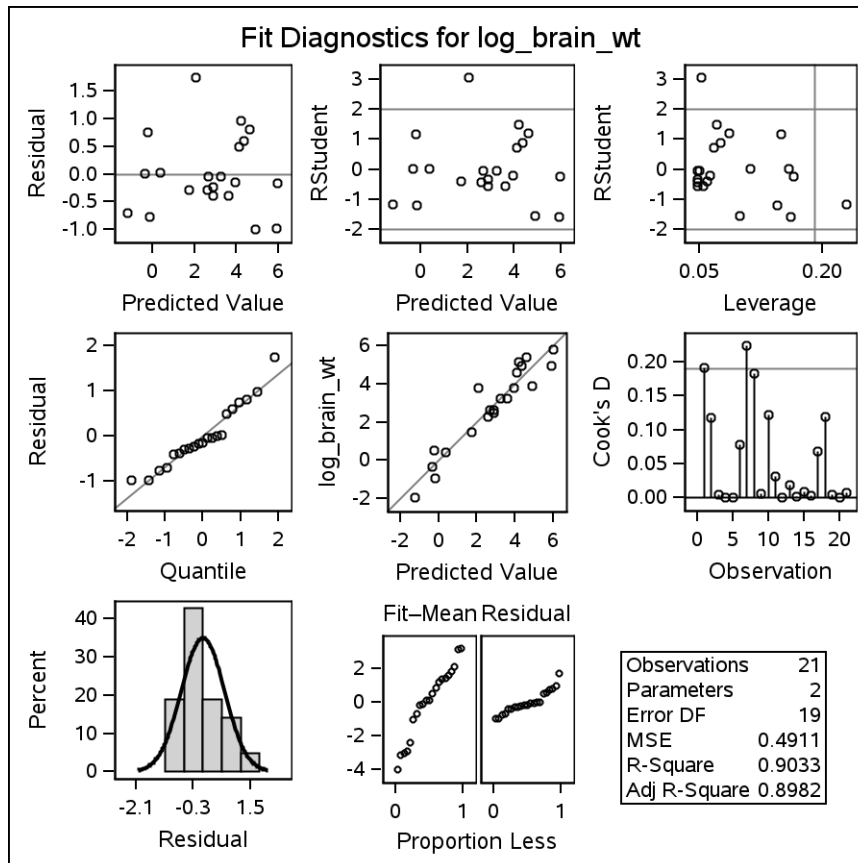 Fit Diagnostics for log_brain_wt
Residual
1.5
1.0
0.5
0.0
-0.5
-1.0
0 2 4 6
Predicted Value
RStudent
3
2
1
0
-1
-2
0 2 4 6
Predicted Value
RStudent
3
2
1
0
-1
-2
0.05 0.20
Leverage
Residual
2
1
0
-1
-2 -1 0 1 2
Quantile
log_brain_wt
6
4
2
0
-2
-2 0 2 4 6
Predicted Value
Cook's D
0.20
0.15
0.10
0.05
0.00
0 5 10 15 20
Observation
Percent
40
30
20
10
0
-2.1 -0.3 1.5
Residual
Fit–Mean Residual
2
0
-2
-4
0 1 0 1
Proportion Less
Observations 21
Parameters 2
Error DF 19
MSE 0.4911
R-Square 0.9033
Adj R-Square 0.8982